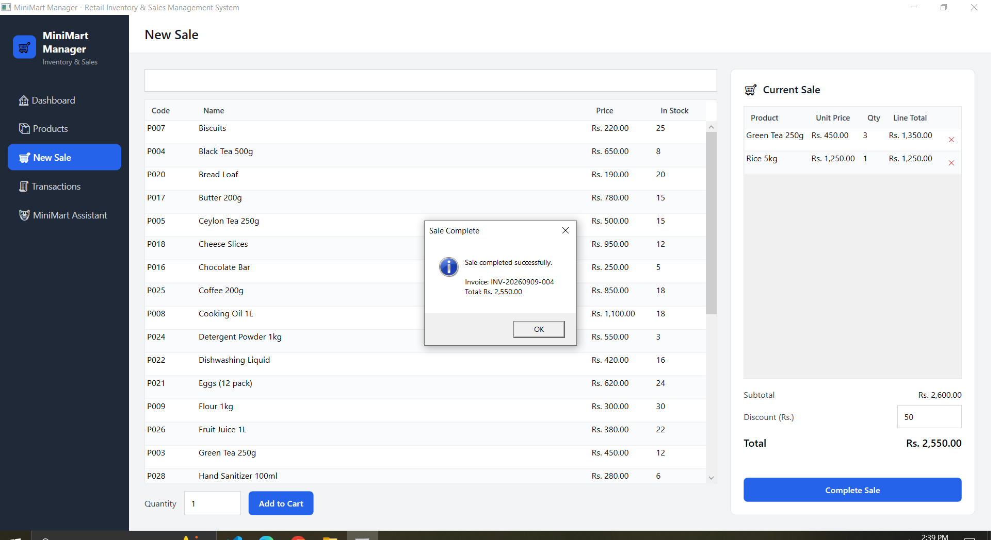 MiniMart Manager - Retail Inventory & Sales Management System
MiniMart
Manager
Inventory & Sales
Dashboard
Products
New Sale
Transactions
MiniMart Assistant
New Sale
Code Name Price In Stock
P007 Biscuits Rs. 220.00 25
P004 Black Tea 500g Rs. 650.00 8
P020 Bread Loaf Rs. 190.00 20
P017 Butter 200g Rs. 780.00 15
P005 Ceylon Tea 250g Rs. 500.00 15
P018 Cheese Slices Rs. 950.00 12
P016 Chocolate Bar Rs. 250.00 5
P025 Coffee 200g Rs. 850.00 18
P008 Cooking Oil 1L Rs. 1,100.00 18
P024 Detergent Powder 1kg Rs. 550.00 3
P022 Dishwashing Liquid Rs. 420.00 16
P021 Eggs (12 pack) Rs. 620.00 24
P009 Flour 1kg Rs. 300.00 30
P026 Fruit Juice 1L Rs. 380.00 22
P003 Green Tea 250g Rs. 450.00 12
P028 Hand Sanitizer 100ml Rs. 280.00 6
Quantity 1 Add to Cart
Sale Complete
Sale completed successfully.
Invoice: INV-20260909-004
Total: Rs. 2,550.00
OK
Current Sale
Product Unit Price Qty Line Total
Green Tea 250g Rs. 450.00 3 Rs. 1,350.00
Rice 5kg Rs. 1,250.00 1 Rs. 1,250.00
Subtotal Rs. 2,600.00
Discount (Rs.) 50
Total Rs. 2,550.00
Complete Sale
2:39 PM